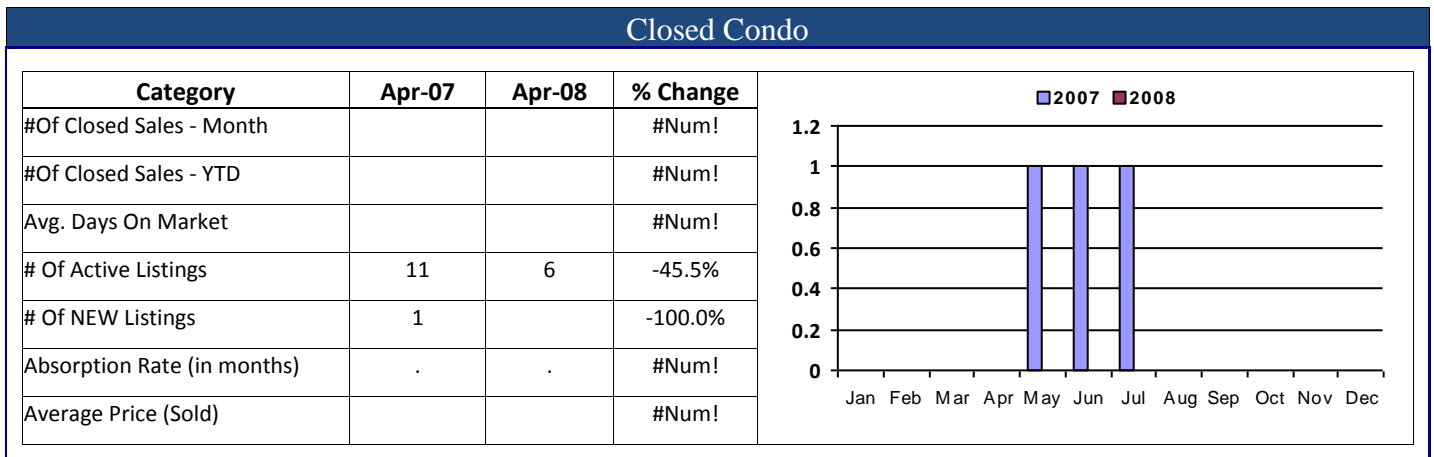 Closed Condo
Category Apr-07 Apr-08 % Change
#Of Closed Sales - Month #Num!
#Of Closed Sales - YTD #Num!
Avg. Days On Market #Num!
# Of Active Listings 11 6 -45.5%
# Of NEW Listings 1 -100.0%
Absorption Rate (in months) . . #Num!
Average Price (Sold) #Num!
2007 2008
1.2
1
0.8
0.6
0.4
0.2
0
Jan Feb Mar Apr May Jun Jul Aug Sep Oct Nov Dec